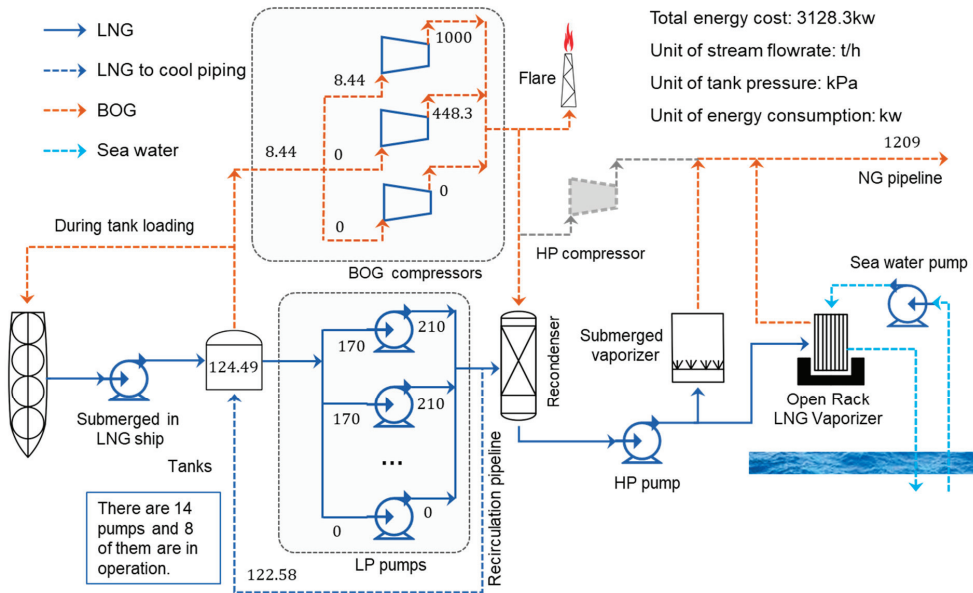 LNG
LNG to cool piping
BOG
Sea water
1000
8.44
448.3
8.44
0
0
0
BOG compressors
Flare
Total energy cost: 3128.3kw
Unit of stream flowrate: t/h
Unit of tank pressure: kPa
Unit of energy consumption: kw
1209
NG pipeline
HP compressor
During tank loading
Sea water pump
Submerged in
LNG ship
124.49
Tanks
170
210
170
210
...
0
0
LP pumps
Recirculation pipeline
Recondenser
Submerged
vaporizer
Open Rack
LNG Vaporizer
HP pump
There are 14
pumps and 8
of them are in
operation.
122.58